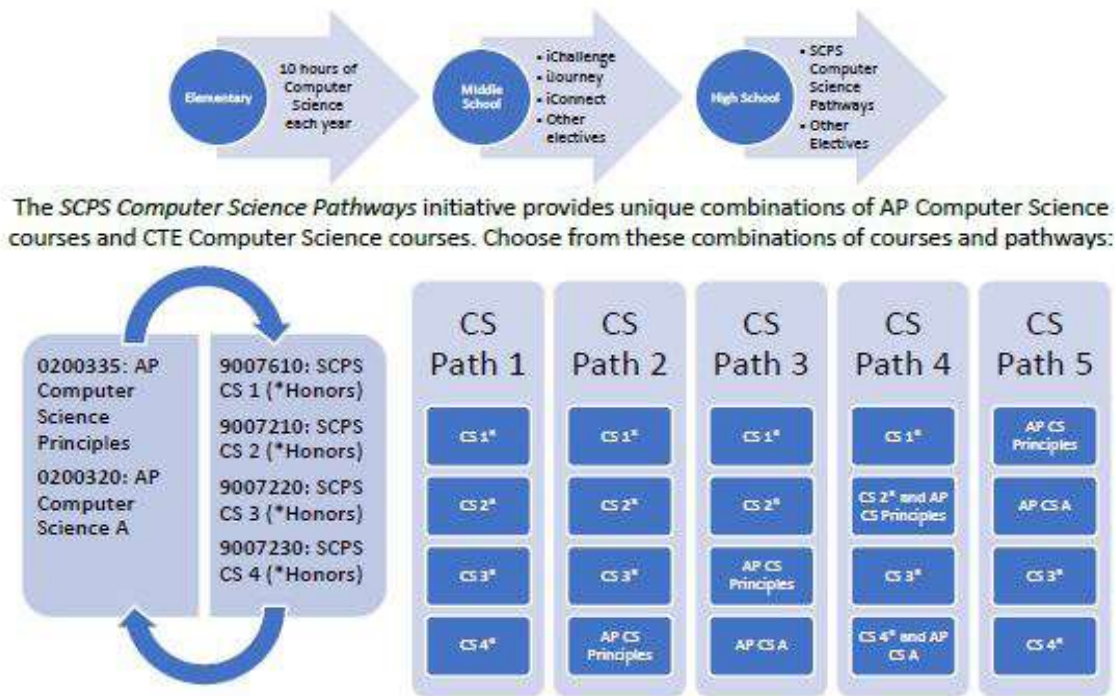 Elementary
10 hours of
Computer
Science
each year
Middle
School
• iChallenge
• iJourney
• iConnect
• Other
electives
High School
• SCPS
Computer
Science
Pathways
• Other
Electives
The SCPS Computer Science Pathways initiative provides unique combinations of AP Computer Science
courses and CTE Computer Science courses. Choose from these combinations of courses and pathways:
0200335: AP
Computer
Science
Principles
0200320: AP
Computer
Science A
9007610: SCPS
CS 1 (*Honors)
9007210: SCPS
CS 2 (*Honors)
9007220: SCPS
CS 3 (*Honors)
9007230: SCPS
CS 4 (*Honors)
CS
Path 1
CS 1*
CS 2*
CS 3*
CS 4*
CS
Path 2
CS 1*
CS 2*
CS 3*
AP CS
Principles
CS
Path 3
CS 1*
CS 2*
AP CS
Principles
AP CS A
CS
Path 4
CS 1*
CS 2* and AP
CS Principles
CS 3*
CS 4* and AP
CS A
CS
Path 5
AP CS
Principles
AP CS A
CS 3*
CS 4*